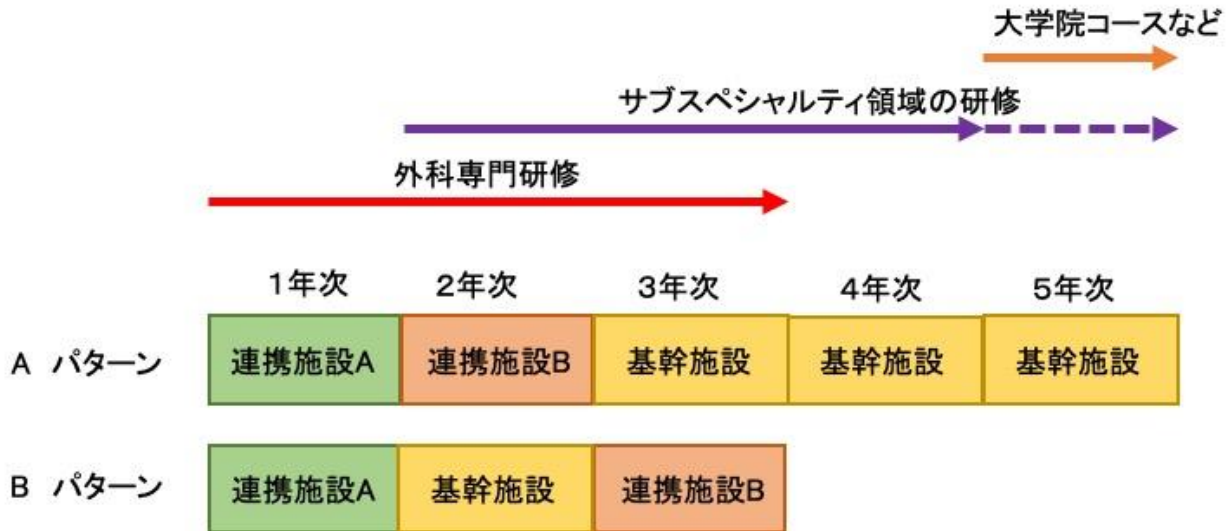 大学院コースなど
サブスペシャルティ領域の研修
外科専門研修
1年次 2年次 3年次 4年次 5年次
A パターン 連携施設A 連携施設B 基幹施設 基幹施設 基幹施設
B パターン 連携施設A 基幹施設 連携施設B